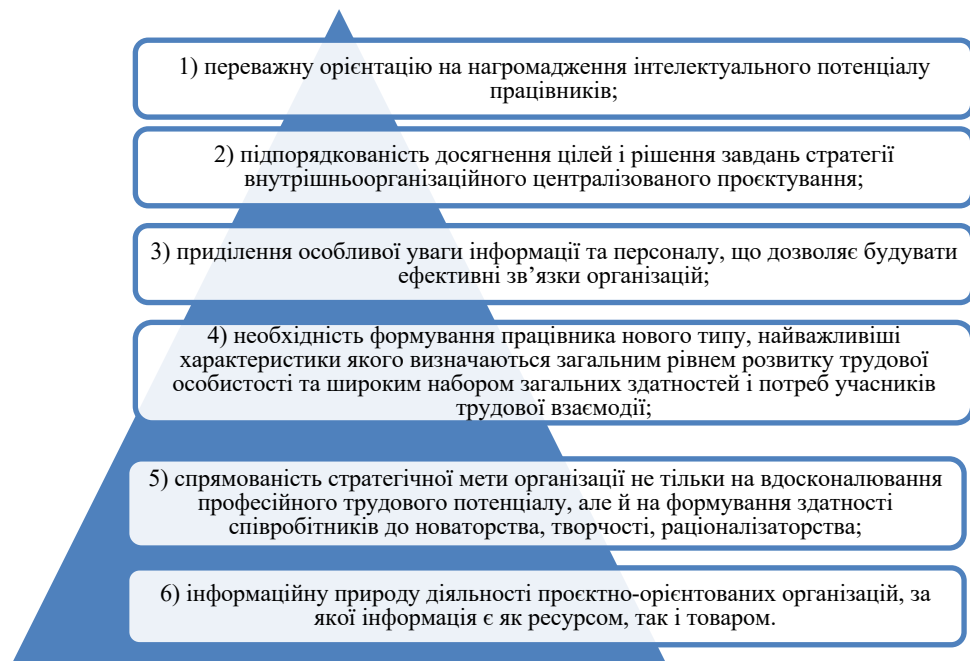 1) переважну орієнтацію на нагромадження інтелектуального потенціалу
працівників;
2) підпорядкованість досягнення цілей і рішення завдань стратегії
внутрішньоорганізаційного централізованого проєктування;
3) приділення особливої уваги інформації та персоналу, що дозволяє будувати
ефективні зв’язки організацій;
4) необхідність формування працівника нового типу, найважливіші
характеристики якого визначаються загальним рівнем розвитку трудової
особистості та широким набором загальних здатностей і потреб учасників
трудової взаємодії;
5) спрямованість стратегічної мети організації не тільки на вдосконалювання
професійного трудового потенціалу, але й на формування здатності
співробітників до новаторства, творчості, раціоналізаторства;
6) інформаційну природу діяльності проєктно-орієнтованих організацій, за
якої інформація є як ресурсом, так і товаром.